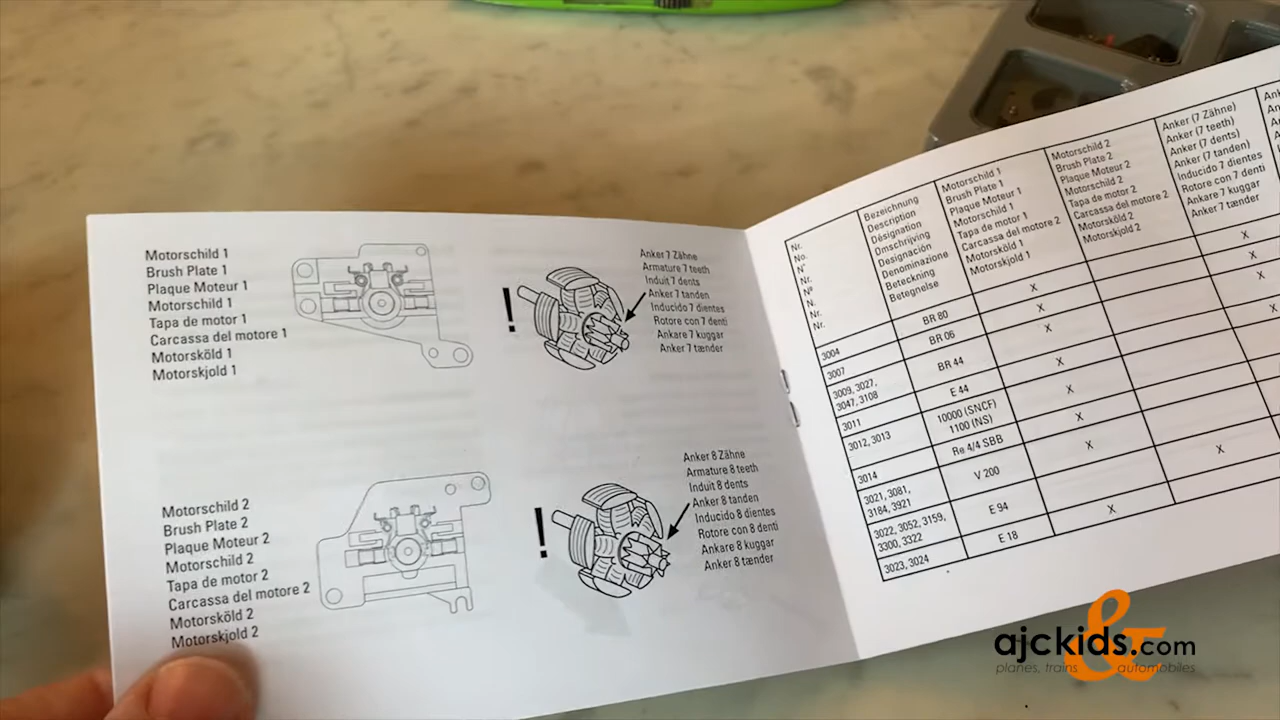 Motorschild 1
Brush Plate 1
Plaque Moteur 1
Motorschild 1
Tapa de motor 1
Carcassa del motore 1
Motorsköld 1
Motorskjold 1
!
Anker 7 Zähne
Armature 7 teeth
Induit 7 dents
Anker 7 tanden
Inducido 7 dientes
Rotore con 7 denti
Ankare 7 kuggar
Anker 7 tænder
Motorschild 2
Brush Plate 2
Plaque Moteur 2
Motorschild 2
Tapa de motor 2
Carcassa del motore 2
Motorsköld 2
Motorskjold 2
!
Anker 8 Zähne
Armature 8 teeth
Induit 8 dents
Anker 8 tanden
Inducido 8 dientes
Rotore con 8 denti
Ankare 8 kuggar
Anker 8 tænder
Nr.
No.
N°
Nr.
Nº
N.
Nr.
Nr.
Bezeichnung
Description
Désignation
Omschrijving
Designación
Denominazione
Beteckning
Betegnelse
Motorschild 1
Brush Plate 1
Plaque Moteur 1
Motorschild 1
Tapa de motor 1
Carcassa del motore 2
Motorsköld 1
Motorskjold 1
Motorschild 2
Brush Plate 2
Plaque Moteur 2
Motorschild 2
Tapa de motor 2
Carcassa del motore 2
Motorsköld 2
Motorskjold 2
Anker (7 Zähne)
Anker (7 teeth)
Anker (7 dents)
Anker (7 tanden)
Inducido 7 dientes
Rotore con 7 denti
Ankare 7 kuggar
Anker 7 tænder
3004 BR 80 X X
3007 BR 06 X X
3009, 3027,
3047, 3108 BR 44 X X
3011 E 44 X X
3012, 3013 10000 (SNCF)
1100 (NS) X
3014 Re 4/4 SBB X
3021, 3081,
3184, 3921 V 200 X X
3022, 3052, 3159,
3300, 3322 E 94
3023, 3024 E 18 X
ajckids.com
planes, trains & automobiles